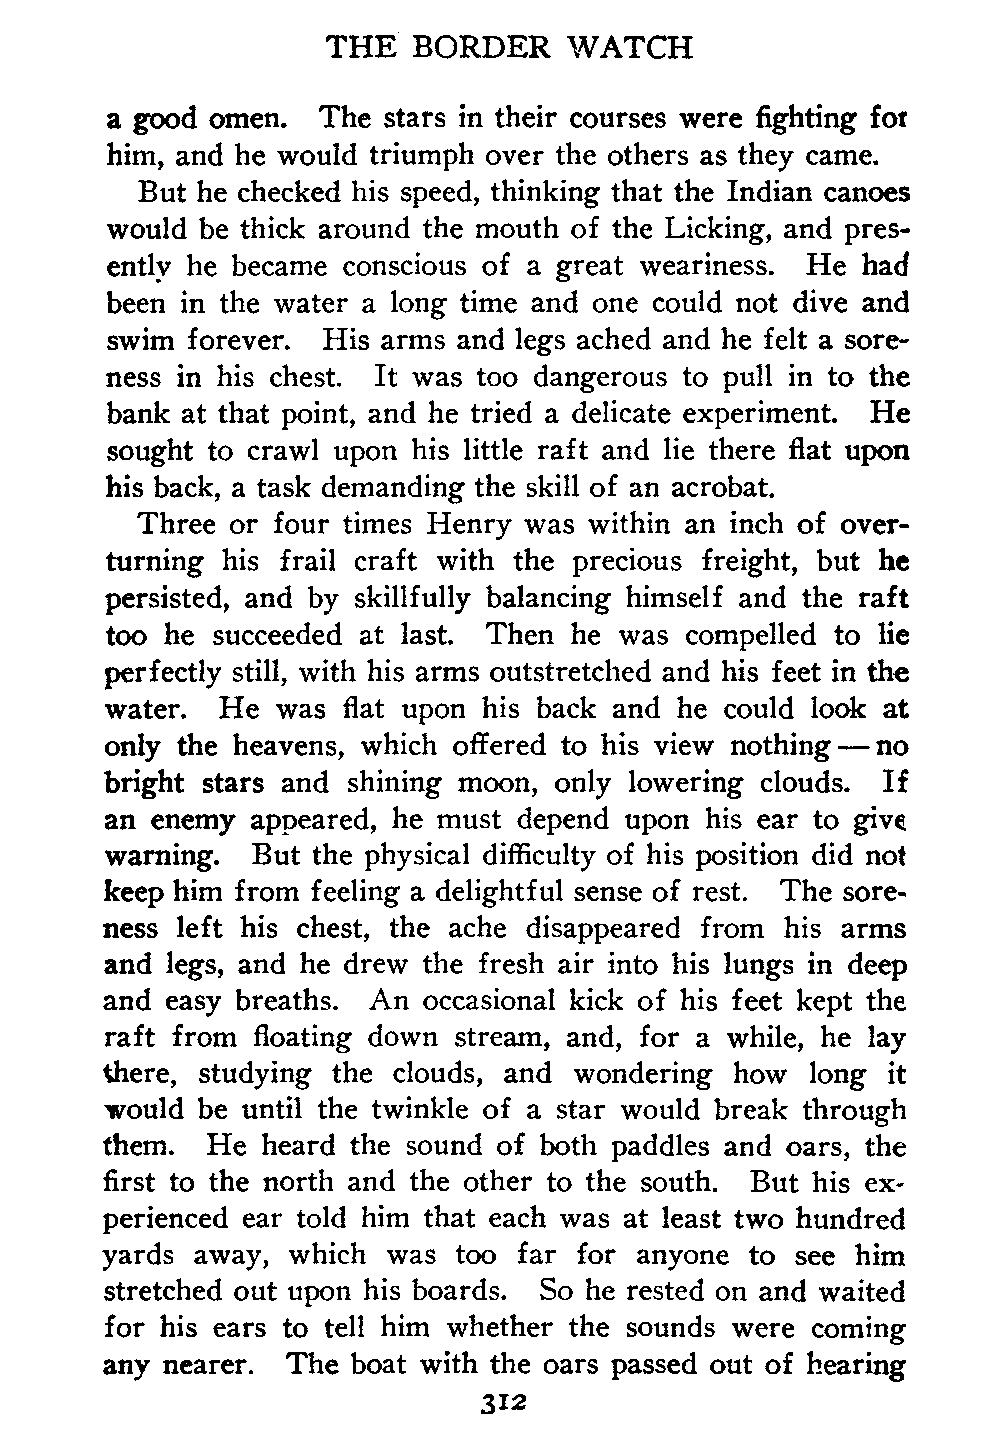 THE BORDER WATCH
a good omen. The stars in their courses were fighting for
him, and he would triumph over the others as they came.
But he checked his speed, thinking that the Indian canoes
would be thick around the mouth of the Licking, and pres-
ently he became conscious of a great weariness. He had
been in the water a long time and one could not dive and
swim forever. His arms and legs ached and he felt a sore-
ness in his chest. It was too dangerous to pull in to the
bank at that point, and he tried a delicate experiment. He
sought to crawl upon his little raft and lie there flat upon
his back, a task demanding the skill of an acrobat.
Three or four times Henry was within an inch of over-
turning his frail craft with the precious freight, but he
persisted, and by skillfully balancing himself and the raft
too he succeeded at last. Then he was compelled to lie
perfectly still, with his arms outstretched and his feet in the
water. He was flat upon his back and he could look at
only the heavens, which offered to his view nothing — no
bright stars and shining moon, only lowering clouds. If
an enemy appeared, he must depend upon his ear to give
warning. But the physical difficulty of his position did not
keep him from feeling a delightful sense of rest. The sore-
ness left his chest, the ache disappeared from his arms
and legs, and he drew the fresh air into his lungs in deep
and easy breaths. An occasional kick of his feet kept the
raft from floating down stream, and, for a while, he lay
there, studying the clouds, and wondering how long it
would be until the twinkle of a star would break through
them. He heard the sound of both paddles and oars, the
first to the north and the other to the south. But his ex-
perienced ear told him that each was at least two hundred
yards away, which was too far for anyone to see him
stretched out upon his boards. So he rested on and waited
for his ears to tell him whether the sounds were coming
any nearer. The boat with the oars passed out of hearing
312